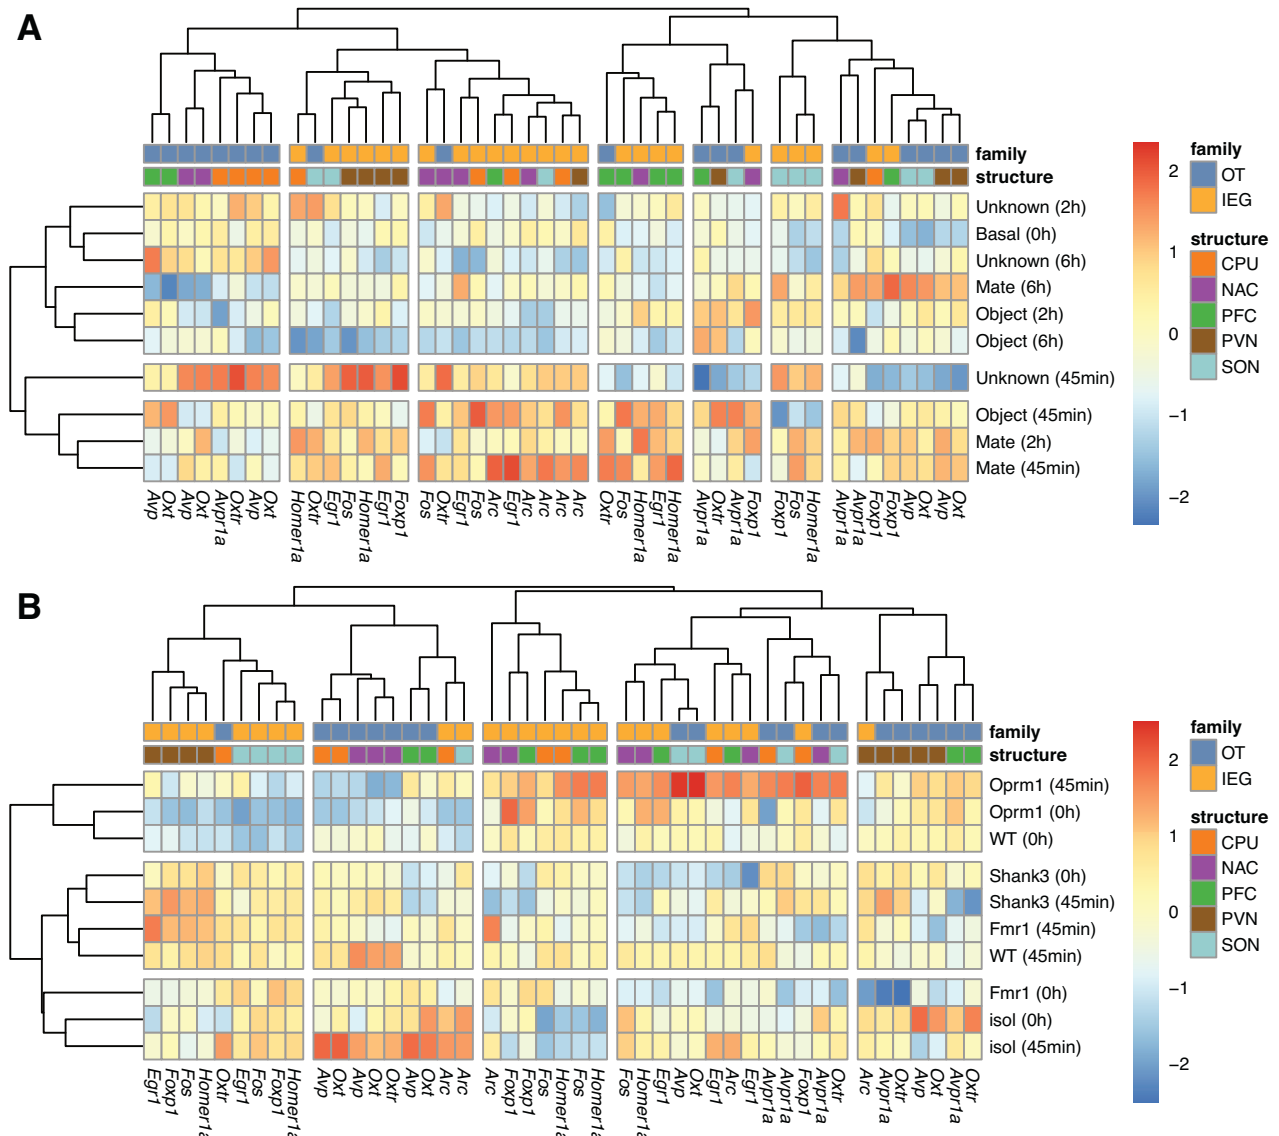 A
family
structure
Unknown (2h)
Basal (0h)
Unknown (6h)
Mate (6h)
Object (2h)
Object (6h)
Unknown (45min)
Object (45min)
Mate (2h)
Mate (45min)
Avp Oxt Avp Oxt Avpr1a Oxtr Avp Oxt Homer1a Oxtr Egr1 Fos Homer1a Egr1 Foxp1 Fos Oxtr Egr1 Fos Arc Egr1 Arc Arc Arc Arc Oxtr Fos Homer1a Egr1 Homer1a Avpr1a Oxtr Avpr1a Foxp1 Foxp1 Fos Homer1a Avpr1a Avpr1a Foxp1 Foxp1 Avp Oxt Avp Oxt
2
1
0
−1
−2
family
OT
IEG
structure
CPU
NAC
PFC
PVN
SON
B
family
structure
Oprm1 (45min)
Oprm1 (0h)
WT (0h)
Shank3 (0h)
Shank3 (45min)
Fmr1 (45min)
WT (45min)
Fmr1 (0h)
isol (0h)
isol (45min)
Egr1 Foxp1 Fos Homer1a Oxtr Egr1 Fos Foxp1 Homer1a Avp Oxt Avp Oxt Oxt Avp Oxt Arc Arc Arc Foxp1 Foxp1 Fos Homer1a Fos Homer1a Fos Homer1a Egr1 Avp Oxt Egr1 Arc Egr1 Avpr1a Avpr1a Foxp1 Avpr1a Oxtr Arc Avpr1a Oxtr Avp Oxt Avpr1a Oxtr
2
1
0
−1
−2
family
OT
IEG
structure
CPU
NAC
PFC
PVN
SON